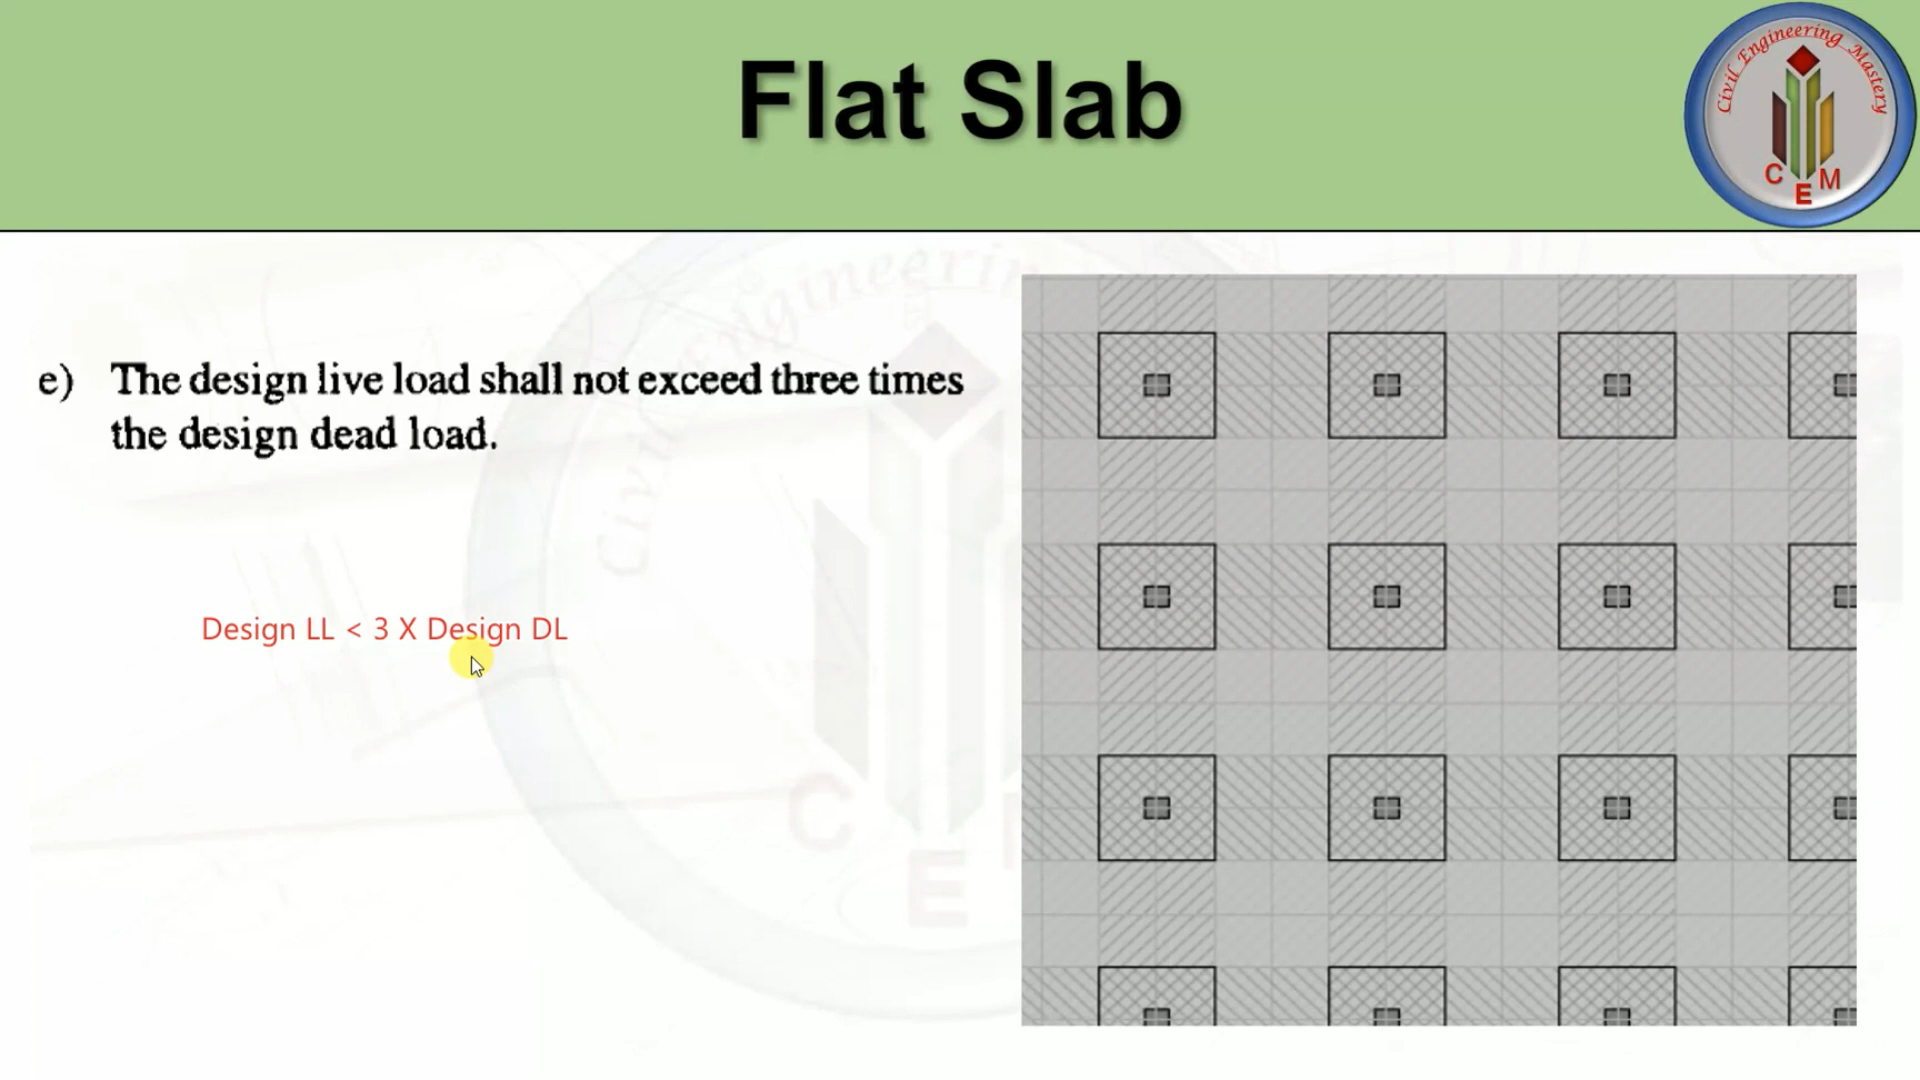 Flat Slab
Civil Engineering Mastery
C E M
e) The design live load shall not exceed three times
the design dead load.
Design LL < 3 X Design DL